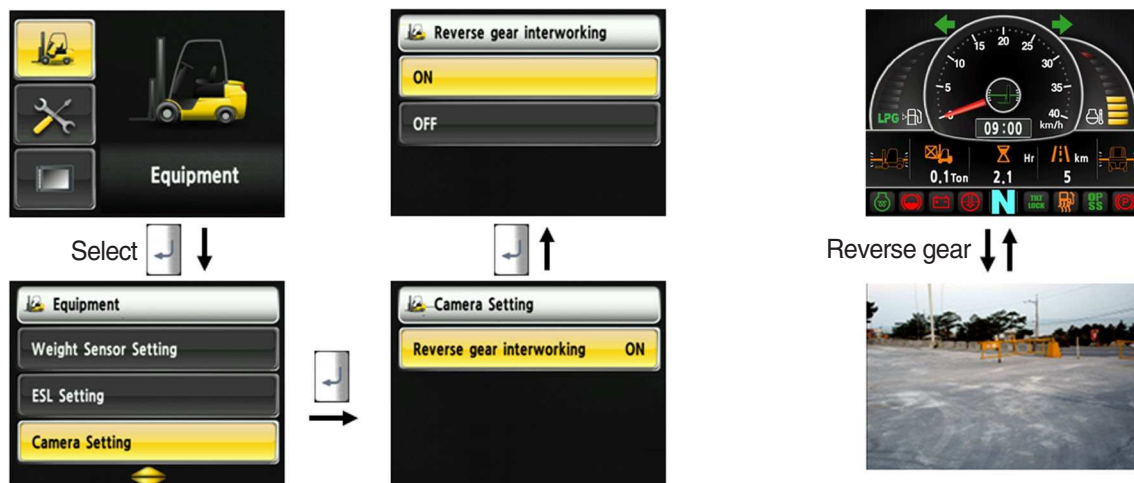 Equipment
Select
Equipment
Weight Sensor Setting
ESL Setting
Camera Setting
Reverse gear interworking
ON
OFF
Camera Setting
Reverse gear interworking ON
15 20 25
10 30
5 35
0 40
km/h
LPG
09:00
Hr km
0.1Ton 2.1 5
N TILT LOCK OP SS P
Reverse gear